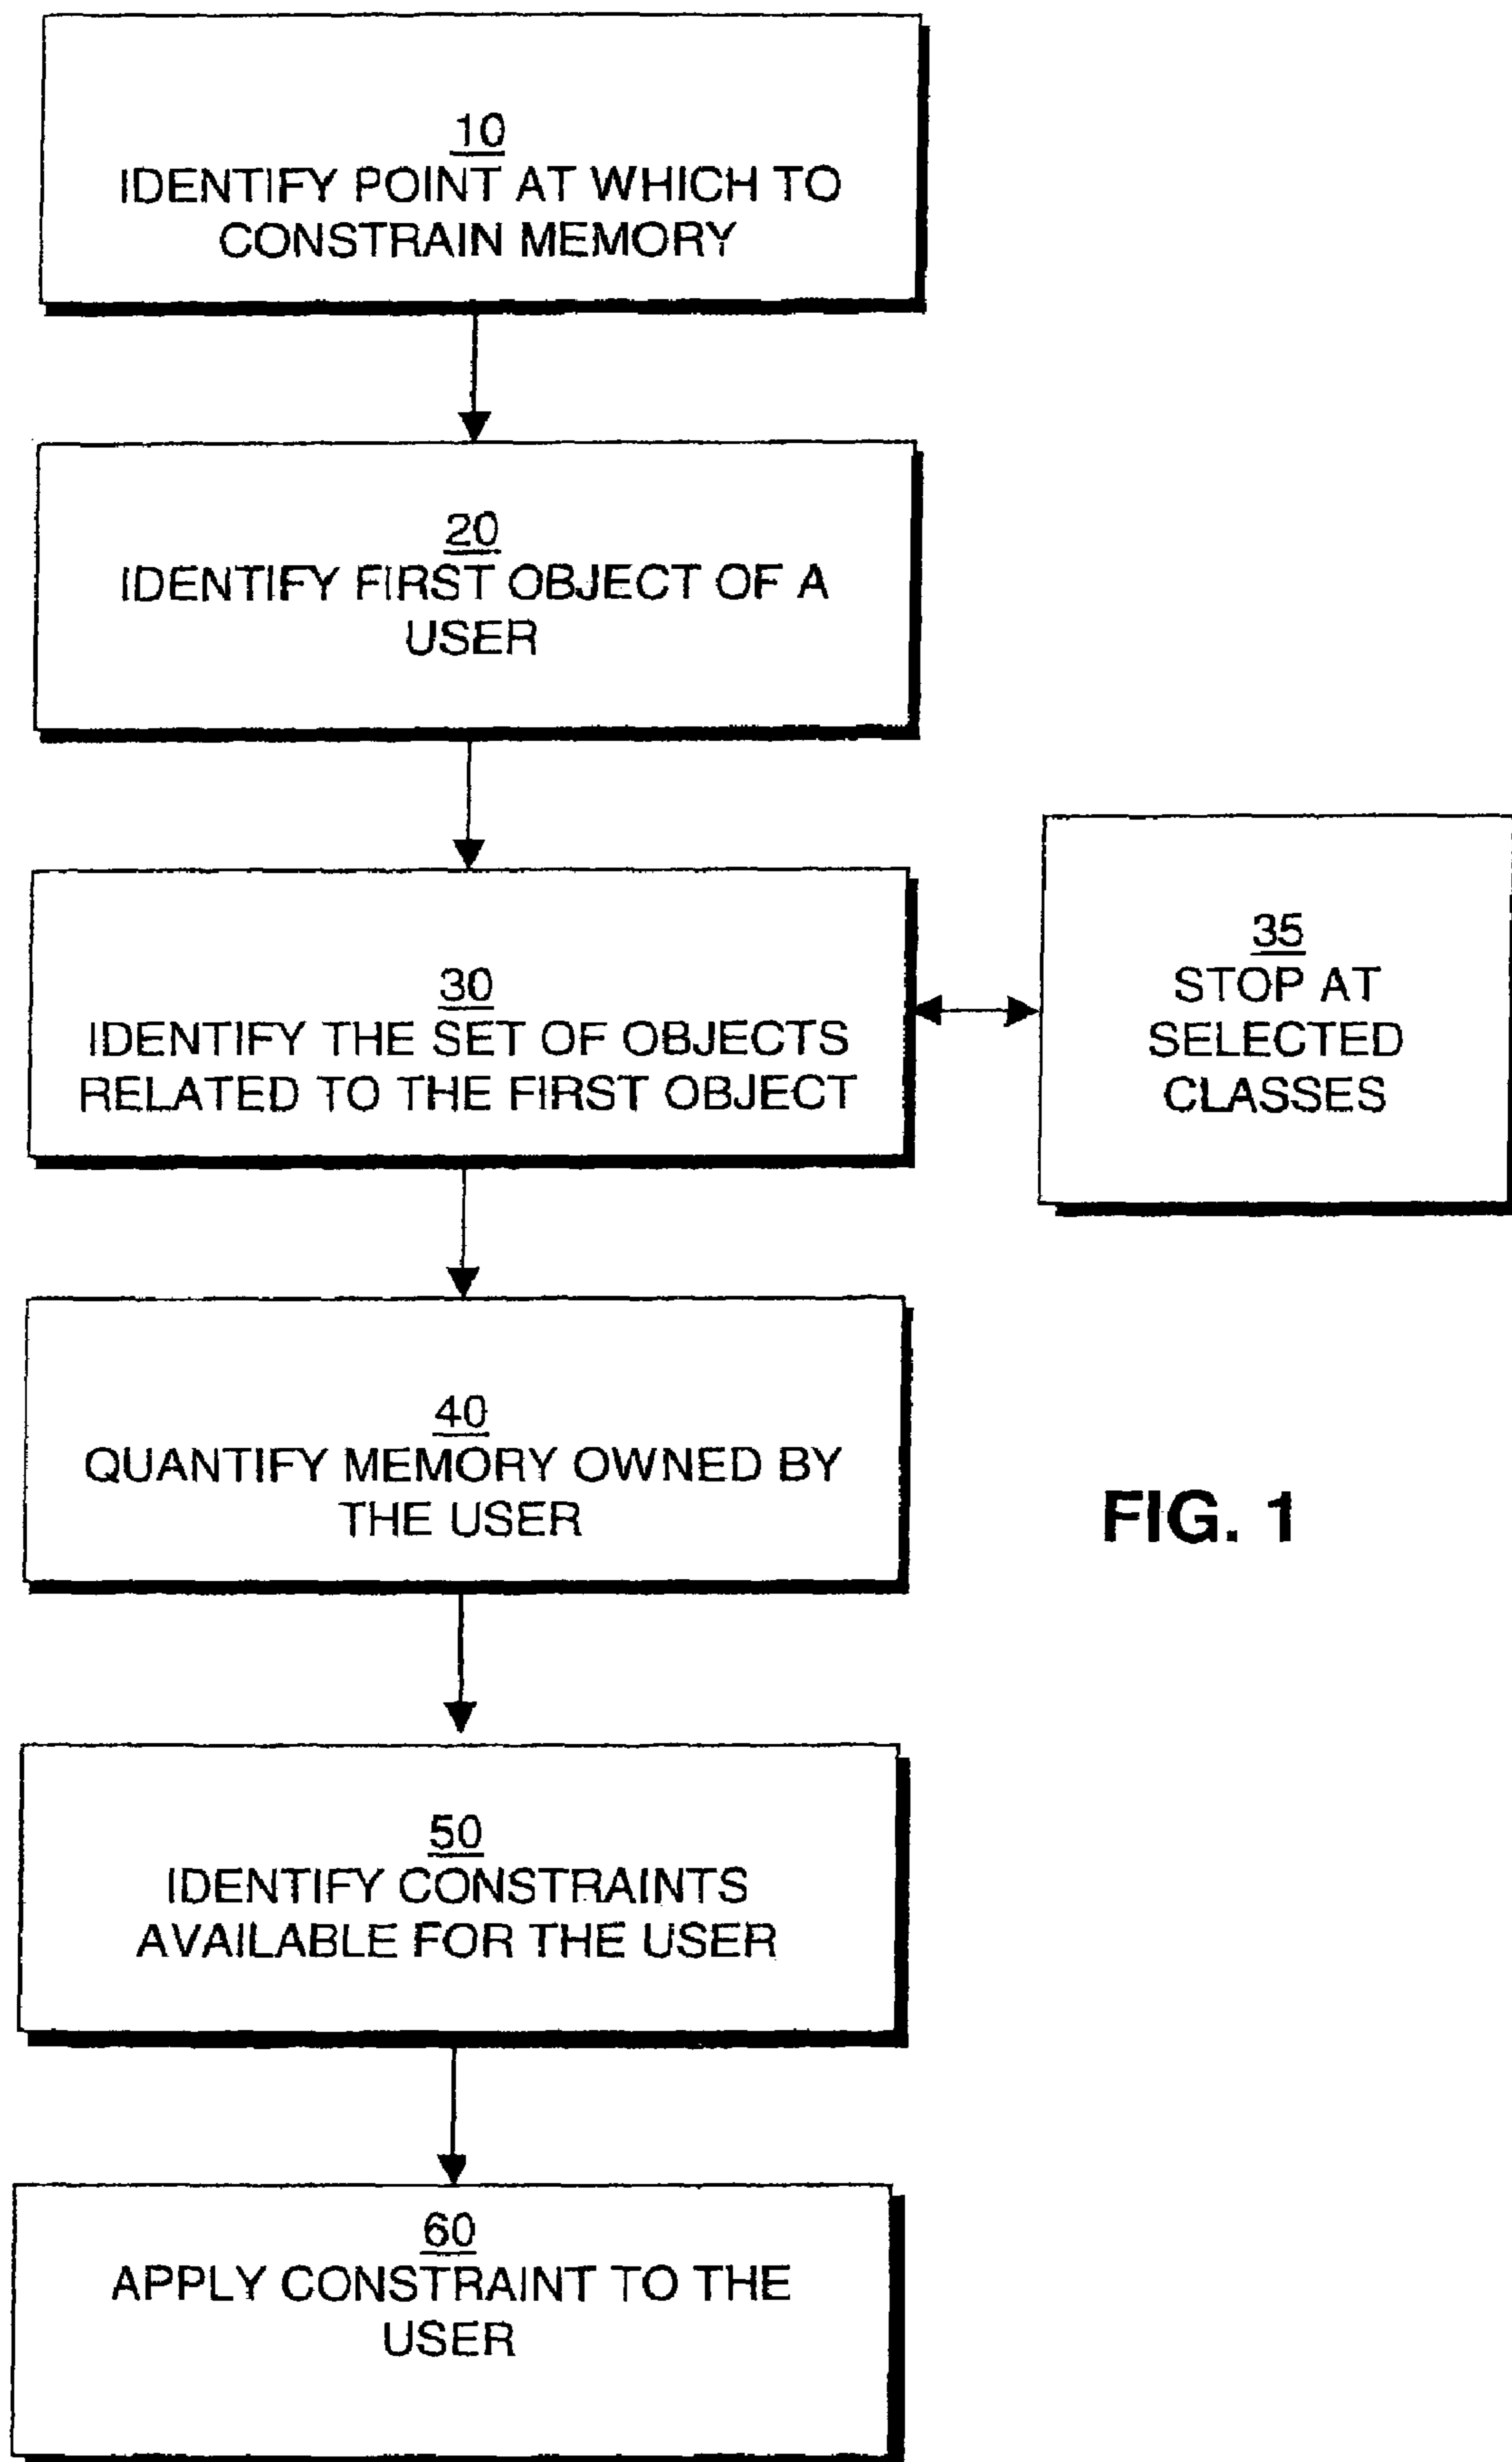 10
IDENTIFY POINT AT WHICH TO
CONSTRAIN MEMORY
20
IDENTIFY FIRST OBJECT OF A
USER
30
IDENTIFY THE SET OF OBJECTS
RELATED TO THE FIRST OBJECT
35
STOP AT
SELECTED
CLASSES
40
QUANTIFY MEMORY OWNED BY
THE USER
FIG. 1
50
IDENTIFY CONSTRAINTS
AVAILABLE FOR THE USER
60
APPLY CONSTRAINT TO THE
USER